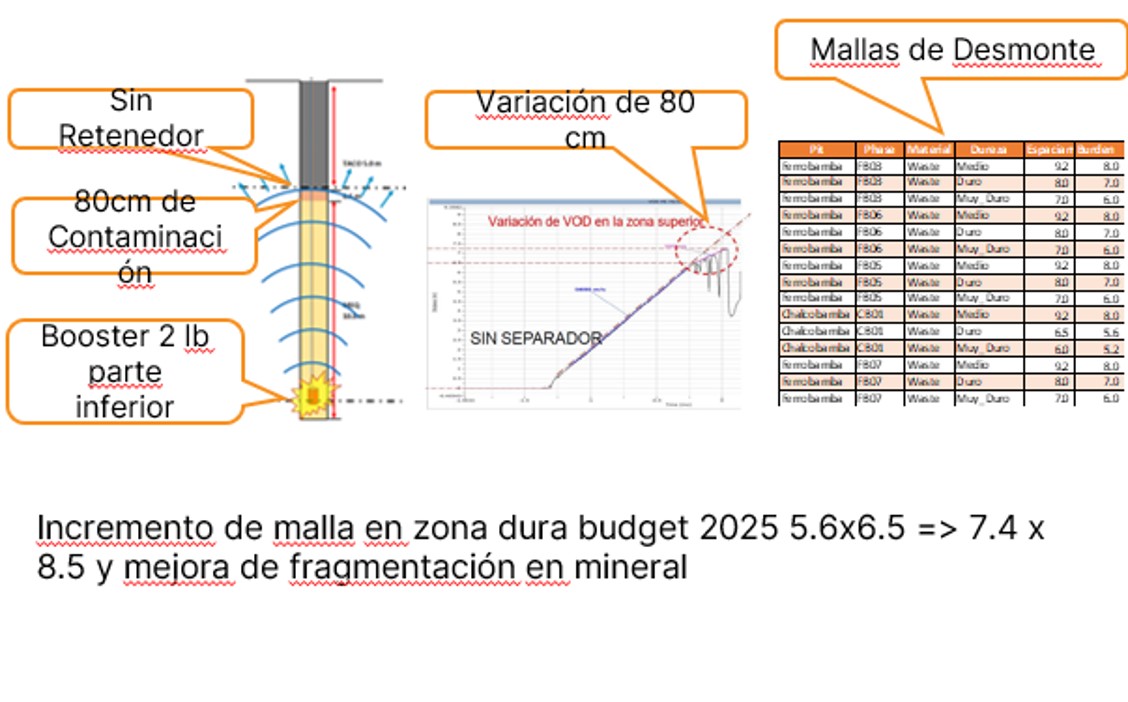 Mallas de Desmonte
Sin
Retenedor
Variación de 80
cm
80cm de
Contaminaci
ón
Booster 2 lb
parte
inferior
Variación de VOD en la zona superior
SIN SEPARADOR
Pit Phase Material Dureza Espaciam Burden
Ferrobamba FB03 Waste Medio 9.2 8.0
Ferrobamba FB03 Waste Duro 8.0 7.0
Ferrobamba FB03 Waste Muy_Duro 7.0 6.0
Ferrobamba FB06 Waste Medio 9.2 8.0
Ferrobamba FB06 Waste Duro 8.0 7.0
Ferrobamba FB06 Waste Muy_Duro 7.0 6.0
Ferrobamba FB05 Waste Medio 9.2 8.0
Ferrobamba FB05 Waste Duro 8.0 7.0
Ferrobamba FB05 Waste Muy_Duro 7.0 6.0
Chalcobamba CB01 Waste Medio 9.2 8.0
Chalcobamba CB01 Waste Duro 6.5 5.6
Chalcobamba CB01 Waste Muy_Duro 6.0 5.2
Ferrobamba FB07 Waste Medio 9.2 8.0
Ferrobamba FB07 Waste Duro 8.0 7.0
Ferrobamba FB07 Waste Muy_Duro 7.0 6.0
Incremento de malla en zona dura budget 2025 5.6x6.5 => 7.4 x
8.5 y mejora de fragmentación en mineral